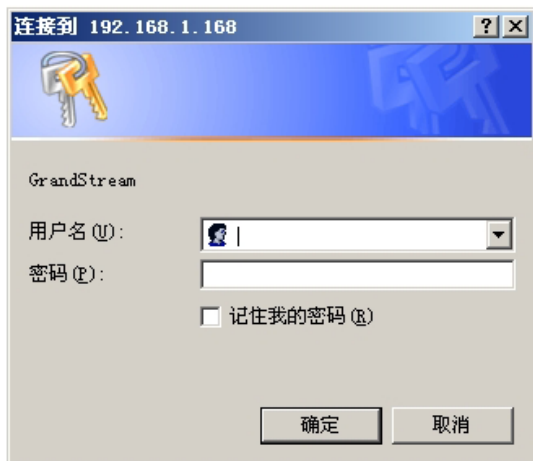 连接到 192.168.1.168
GrandStream
用户名(U):
密码(P):
记住我的密码(R)
确定
取消